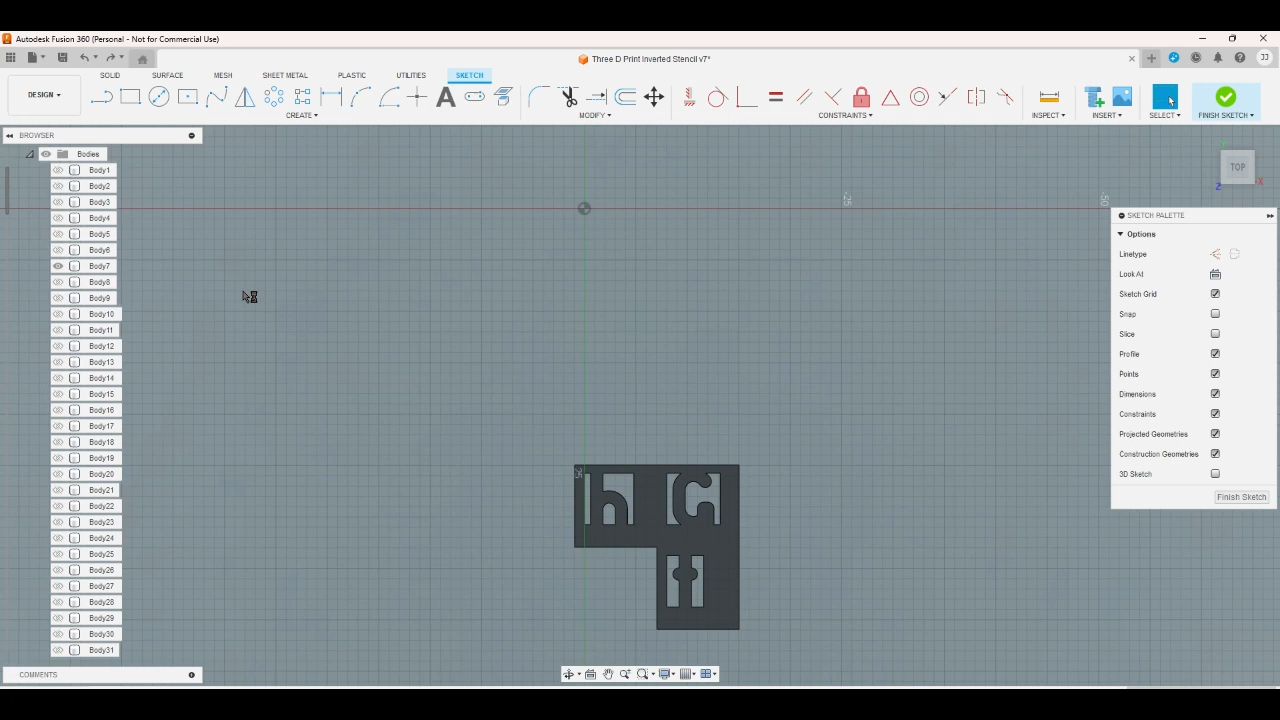 Autodesk Fusion 360 (Personal - Not for Commercial Use)
Three D Print Inverted Stencil v7*
JJ
SOLID SURFACE MESH SHEET METAL PLASTIC UTILITIES SKETCH
DESIGN
CREATE MODIFY CONSTRAINTS INSPECT INSERT SELECT FINISH SKETCH
BROWSER
Bodies
Body1
Body2
Body3
Body4
Body5
Body6
Body7
Body8
Body9
Body10
Body11
Body12
Body13
Body14
Body15
Body16
Body17
Body18
Body19
Body20
Body21
Body22
Body23
Body24
Body25
Body26
Body27
Body28
Body29
Body30
Body31
COMMENTS
-25
-50
25
h G
t
TOP
X
Y
Z
SKETCH PALETTE
Options
Linetype
Look At
Sketch Grid
Snap
Slice
Profile
Points
Dimensions
Constraints
Projected Geometries
Construction Geometries
3D Sketch
Finish Sketch